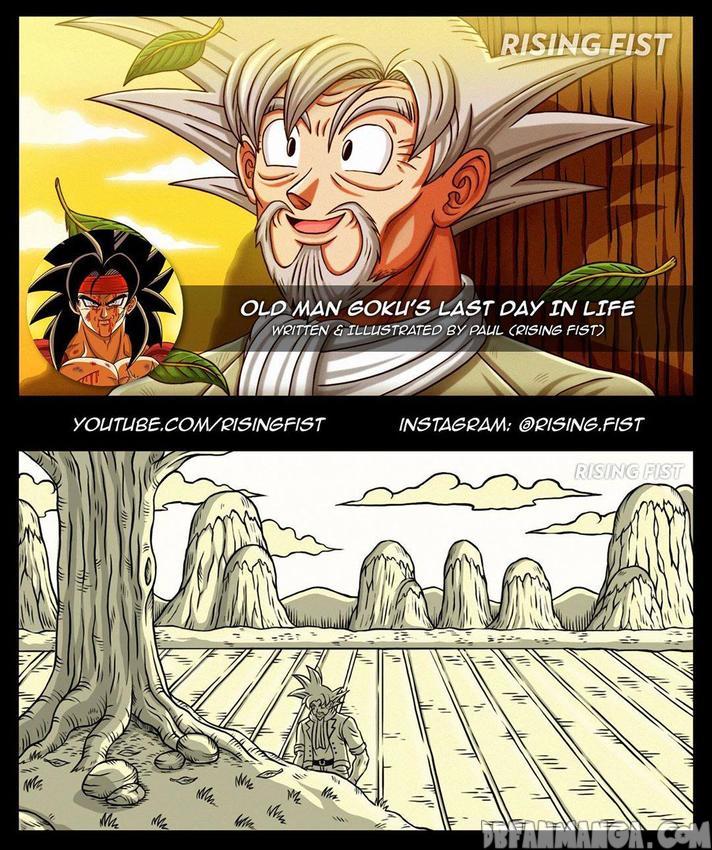 RISING FIST
OLD MAN GOKU'S LAST DAY IN LIFE
WRITTEN & ILLUSTRATED BY PAUL (RISING FIST)
YOUTUBE.COM/RISINGFIST INSTAGRAM: @RISING.FIST
RISING FIST
DBFANMANGA.COM